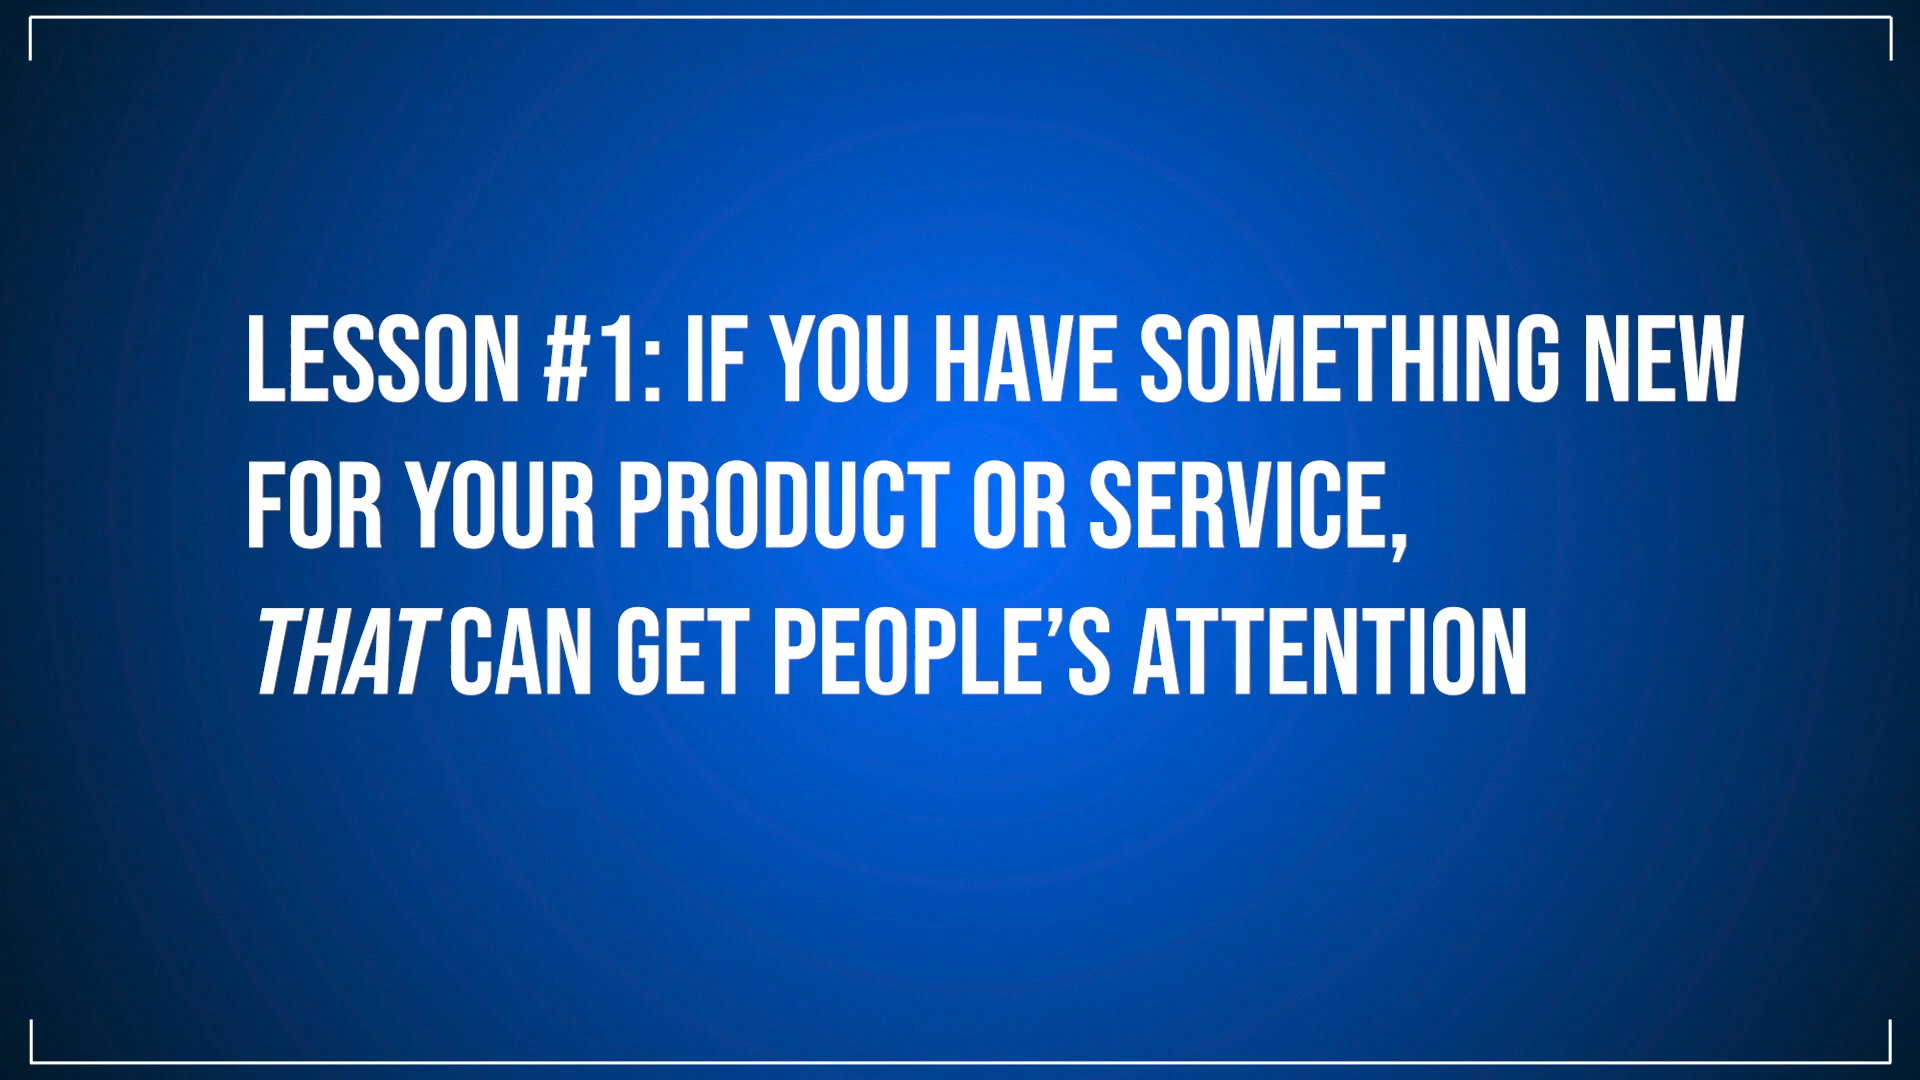 LESSON #1: IF YOU HAVE SOMETHING NEW
FOR YOUR PRODUCT OR SERVICE,
THAT CAN GET PEOPLE’S ATTENTION